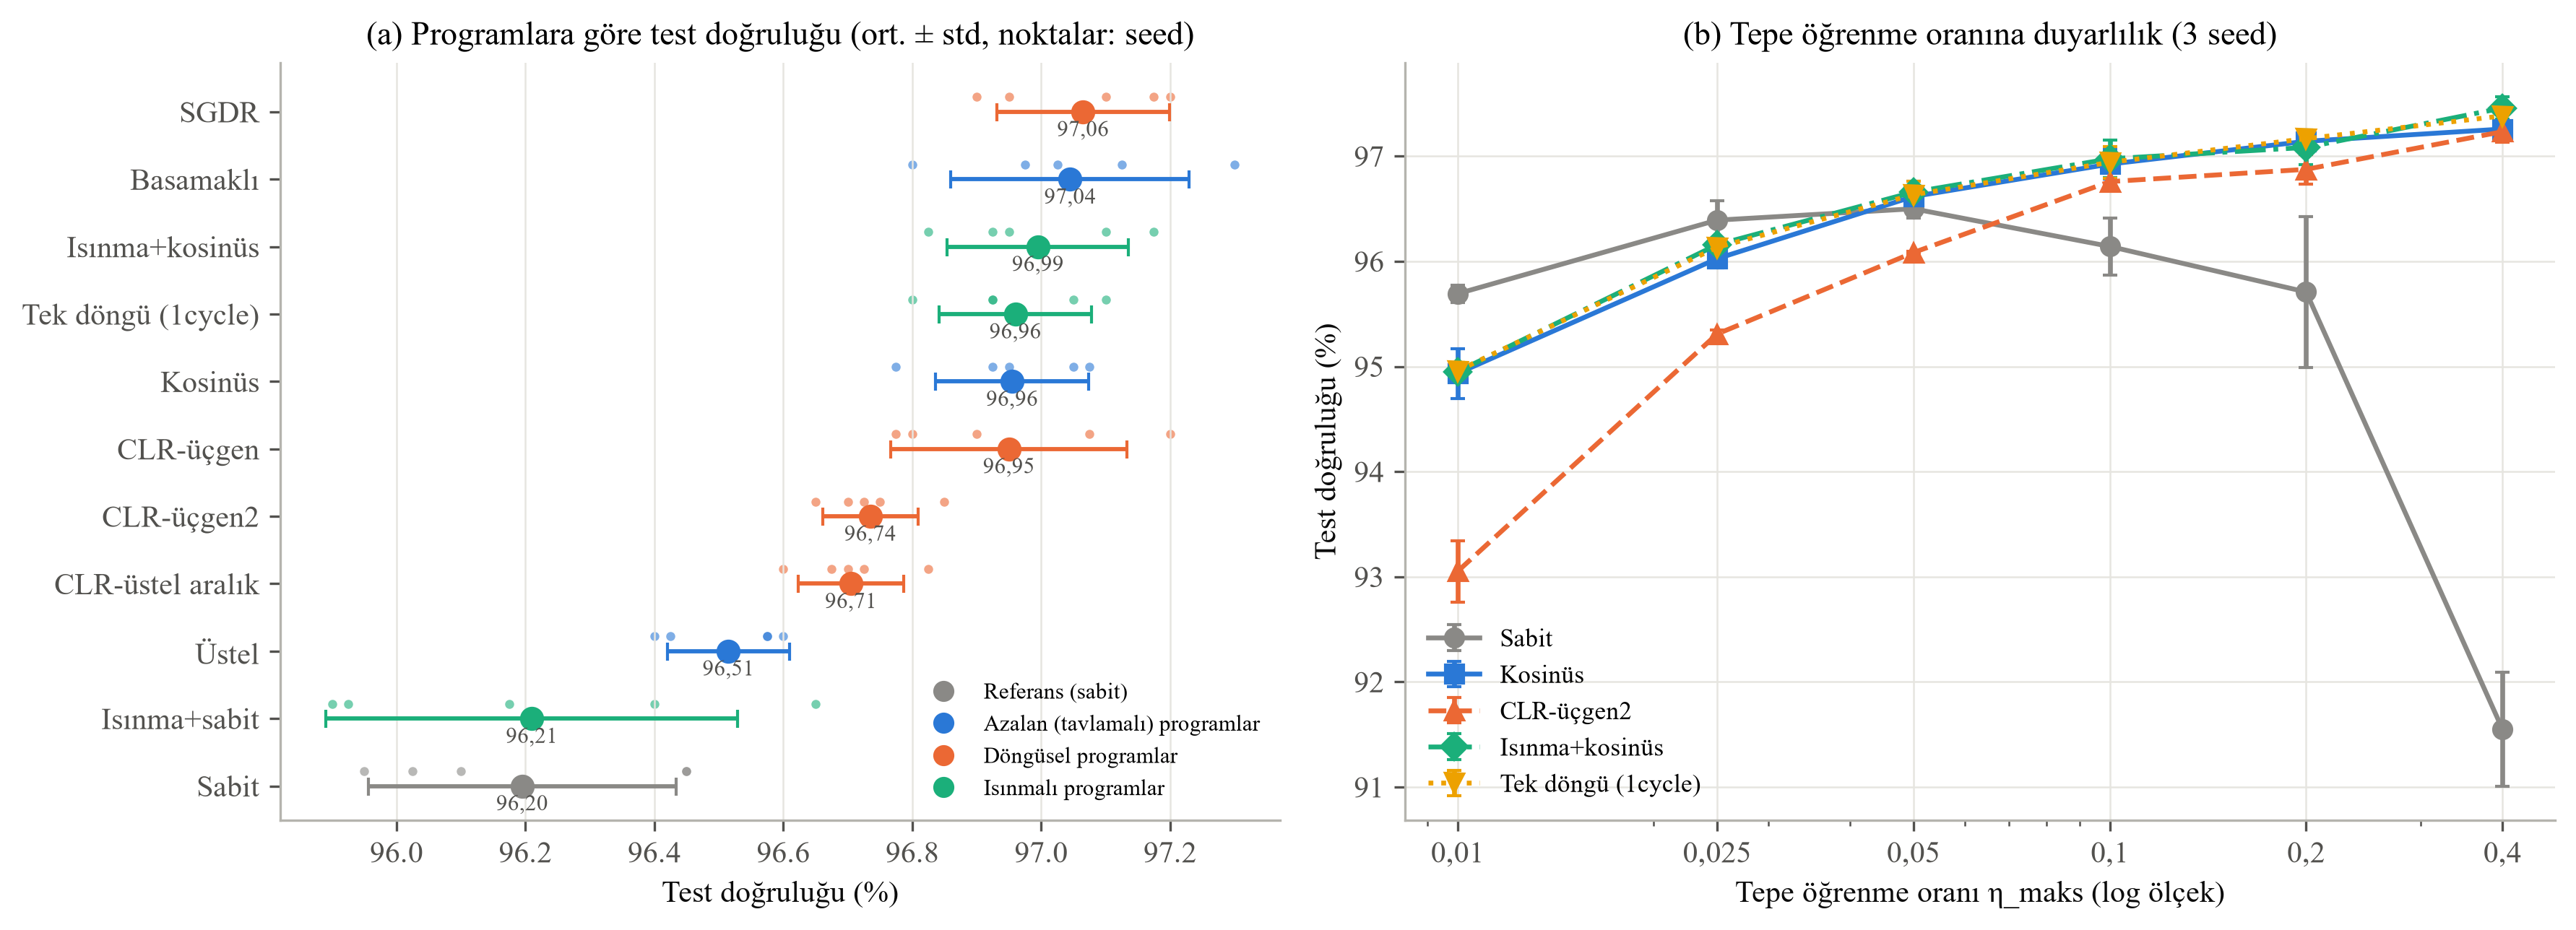 (a) Programlara göre test doğruluğu (ort. ± std, noktalar: seed)
SGDR
97,06
Basamaklı
97,04
Isınma+kosinüs
96,99
Tek döngü (1cycle)
96,96
Kosinüs
96,96
CLR-üçgen
96,95
CLR-üçgen2
96,74
CLR-üstel aralık
96,71
Üstel
96,51
Isınma+sabit
96,21
Sabit
96,20
Referans (sabit)
Azalan (tavlamalı) programlar
Döngüsel programlar
Isınmalı programlar
96.0 96.2 96.4 96.6 96.8 97.0 97.2
Test doğruluğu (%)
(b) Tepe öğrenme oranına duyarlılık (3 seed)
Test doğruluğu (%)
97
96
95
94
93
92
91
Sabit
Kosinüs
CLR-üçgen2
Isınma+kosinüs
Tek döngü (1cycle)
0,01 0,025 0,05 0,1 0,2 0,4
Tepe öğrenme oranı η_maks (log ölçek)